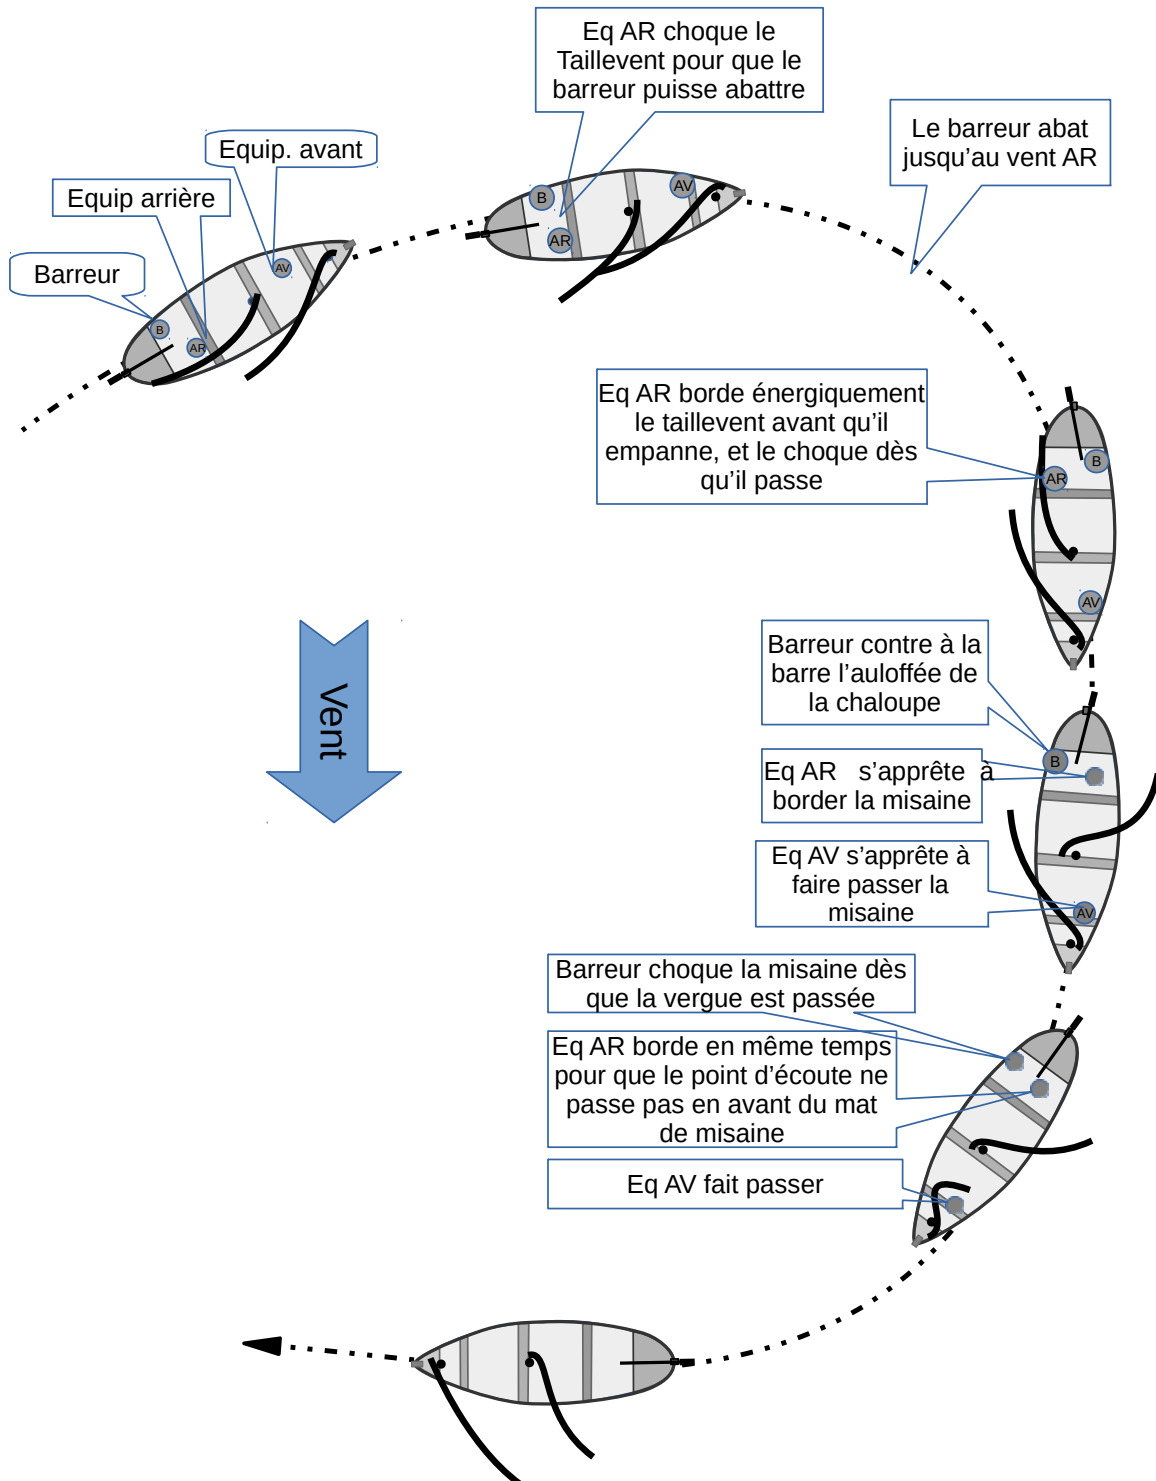 Eq AR choque le
Taillevent pour que le
barreur puisse abattre
Le barreur abat
jusqu'au vent AR
Equip. avant
Equip arrière
Barreur
B
AR
AV
B
AR
AV
Eq AR borde énergiquement
le taillevent avant qu'il
empanne, et le choque dès
qu'il passe
B
AR
AV
Vent
Barreur contre à la
barre l'auloffée de
la chaloupe
B
Eq AR s'apprête à
border la misaine
Eq AV s'apprête à
faire passer la
misaine
AV
Barreur choque la misaine dès
que la vergue est passée
Eq AR borde en même temps
pour que le point d'écoute ne
passe pas en avant du mat
de misaine
Eq AV fait passer